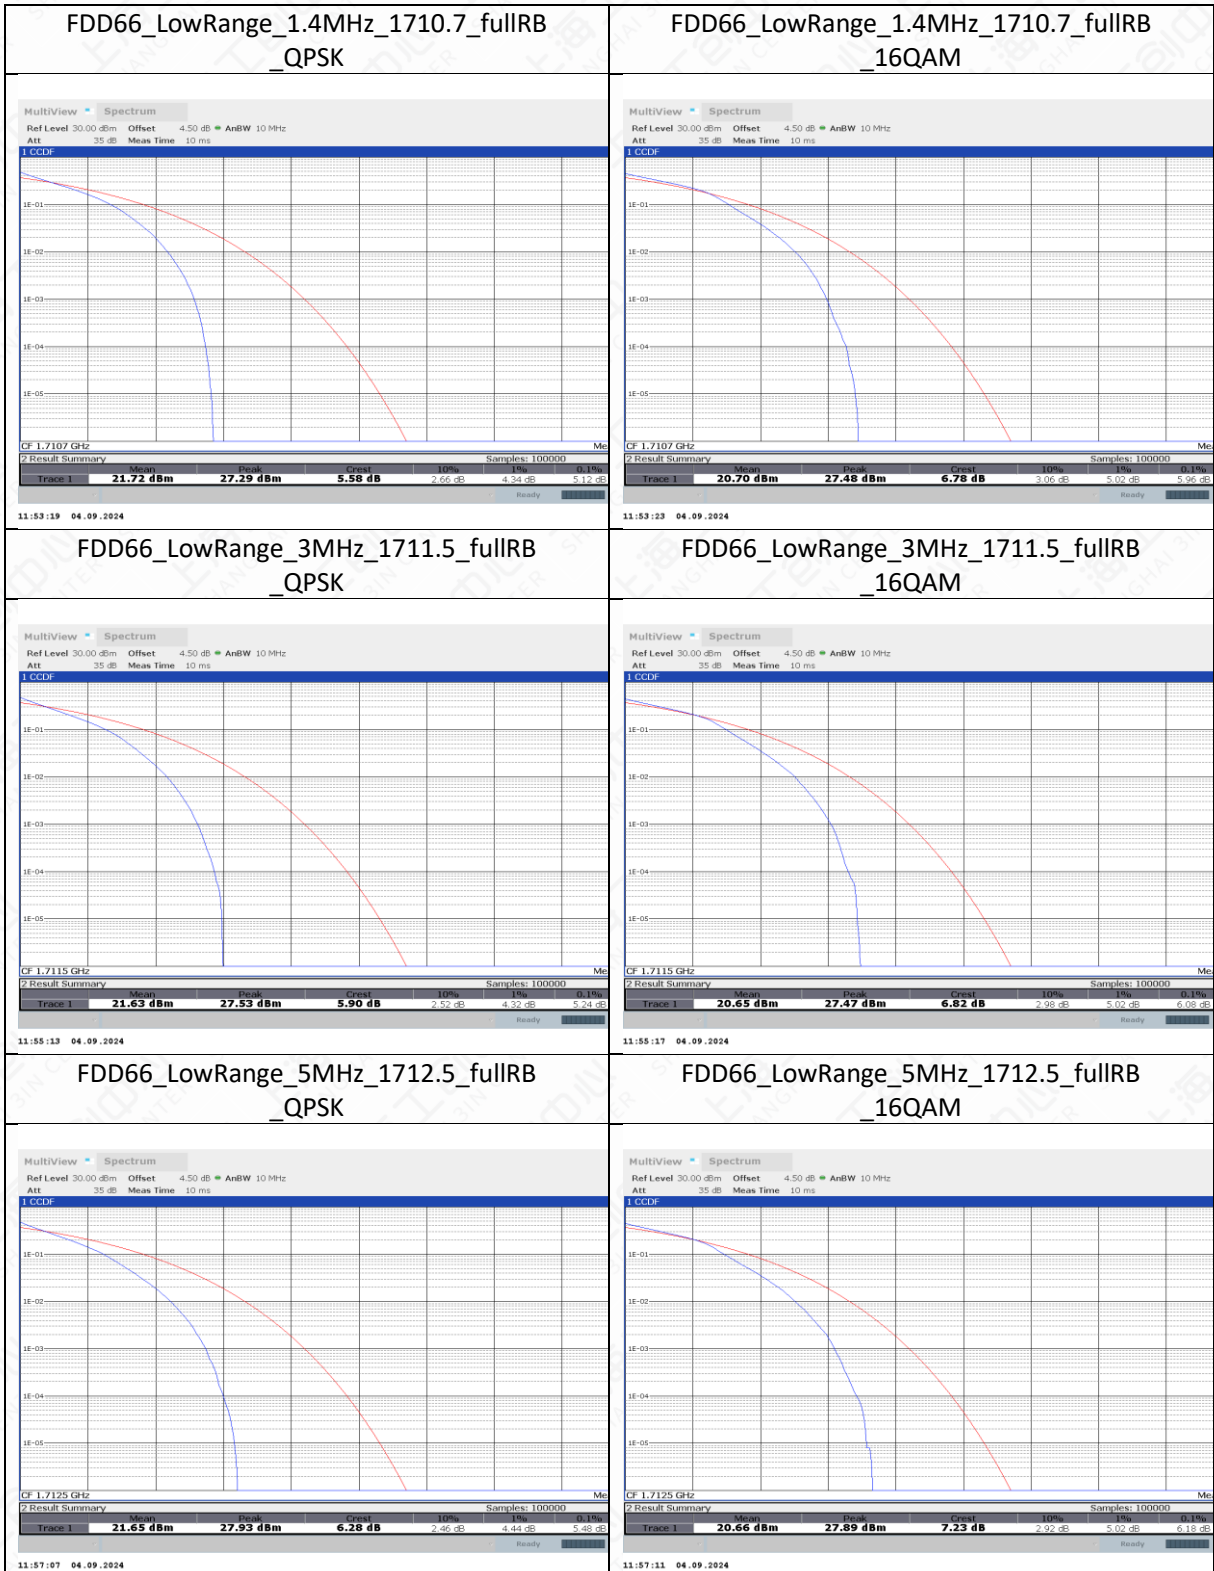 FDD66_LowRange_1.4MHz_1710.7_fullRB
_QPSK
MultiView Spectrum
Ref Level 30.00 dBm Offset 4.50 dB AnBW 10 MHz
Att 35 dB Meas Time 10 ms
1 CCDF
1E-01
1E-02
1E-03
1E-04
1E-05
CF 1.7107 GHz Me
2 Result Summary Samples: 100000
Mean Peak Crest 10% 1% 0.1%
Trace 1 21.72 dBm 27.29 dBm 5.58 dB 2.66 dB 4.34 dB 5.12 dB
Ready
11:53:19 04.09.2024
FDD66_LowRange_1.4MHz_1710.7_fullRB
_16QAM
MultiView Spectrum
Ref Level 30.00 dBm Offset 4.50 dB AnBW 10 MHz
Att 35 dB Meas Time 10 ms
1 CCDF
1E-01
1E-02
1E-03
1E-04
1E-05
CF 1.7107 GHz Me
2 Result Summary Samples: 100000
Mean Peak Crest 10% 1% 0.1%
Trace 1 20.70 dBm 27.48 dBm 6.78 dB 3.06 dB 5.02 dB 5.96 dB
Ready
11:53:23 04.09.2024
FDD66_LowRange_3MHz_1711.5_fullRB
_QPSK
MultiView Spectrum
Ref Level 30.00 dBm Offset 4.50 dB AnBW 10 MHz
Att 35 dB Meas Time 10 ms
1 CCDF
1E-01
1E-02
1E-03
1E-04
1E-05
CF 1.7115 GHz Me
2 Result Summary Samples: 100000
Mean Peak Crest 10% 1% 0.1%
Trace 1 21.63 dBm 27.53 dBm 5.90 dB 2.52 dB 4.32 dB 5.24 dB
Ready
11:55:13 04.09.2024
FDD66_LowRange_3MHz_1711.5_fullRB
_16QAM
MultiView Spectrum
Ref Level 30.00 dBm Offset 4.50 dB AnBW 10 MHz
Att 35 dB Meas Time 10 ms
1 CCDF
1E-01
1E-02
1E-03
1E-04
1E-05
CF 1.7115 GHz Me
2 Result Summary Samples: 100000
Mean Peak Crest 10% 1% 0.1%
Trace 1 20.65 dBm 27.47 dBm 6.82 dB 2.98 dB 5.02 dB 6.08 dB
Ready
11:55:17 04.09.2024
FDD66_LowRange_5MHz_1712.5_fullRB
_QPSK
MultiView Spectrum
Ref Level 30.00 dBm Offset 4.50 dB AnBW 10 MHz
Att 35 dB Meas Time 10 ms
1 CCDF
1E-01
1E-02
1E-03
1E-04
1E-05
CF 1.7125 GHz Me
2 Result Summary Samples: 100000
Mean Peak Crest 10% 1% 0.1%
Trace 1 21.65 dBm 27.93 dBm 6.28 dB 2.46 dB 4.44 dB 5.48 dB
Ready
11:57:07 04.09.2024
FDD66_LowRange_5MHz_1712.5_fullRB
_16QAM
MultiView Spectrum
Ref Level 30.00 dBm Offset 4.50 dB AnBW 10 MHz
Att 35 dB Meas Time 10 ms
1 CCDF
1E-01
1E-02
1E-03
1E-04
1E-05
CF 1.7125 GHz Me
2 Result Summary Samples: 100000
Mean Peak Crest 10% 1% 0.1%
Trace 1 20.66 dBm 27.89 dBm 7.23 dB 2.92 dB 5.02 dB 6.18 dB
Ready
11:57:11 04.09.2024